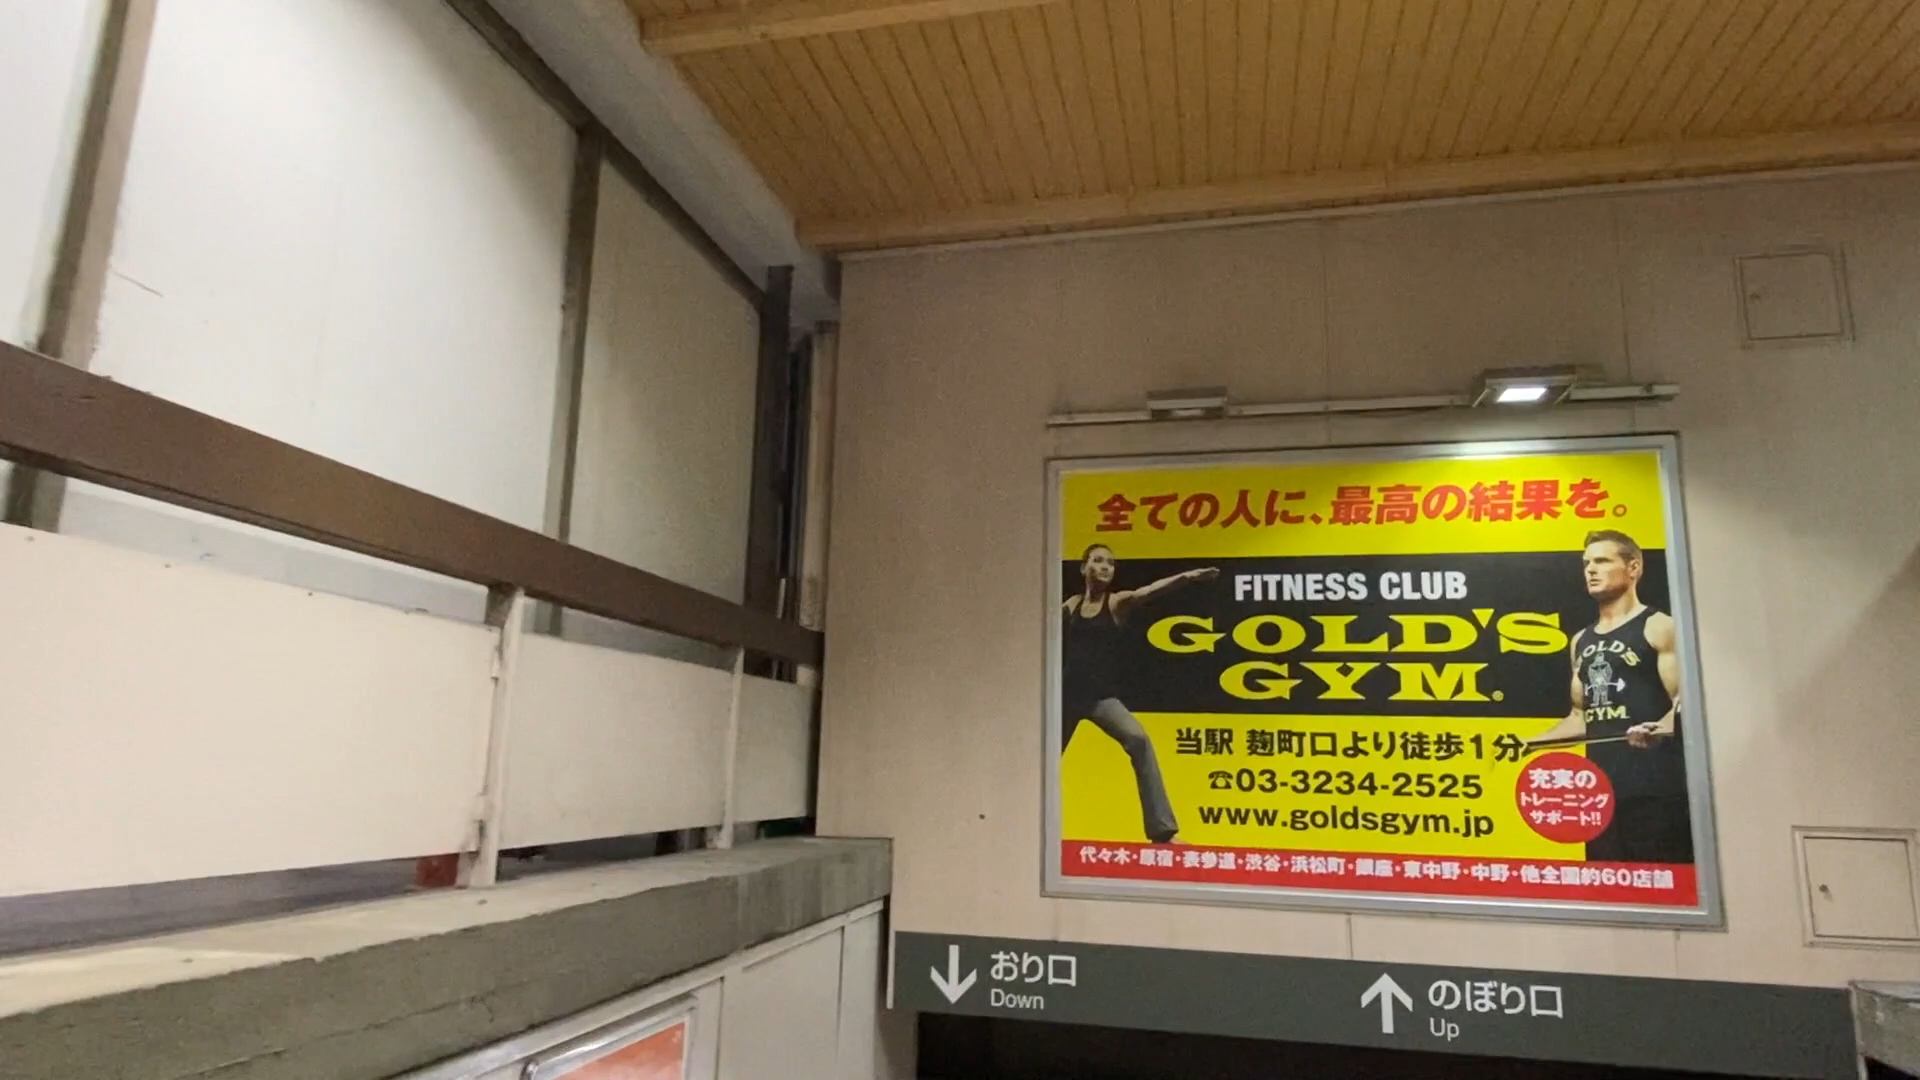 全ての人に、最高の結果を。
FITNESS CLUB
GOLD'S
GYM®
GOLD'S
GYM
当駅 麹町口より徒歩1分
☎03-3234-2525
www.goldsgym.jp
充実の
トレーニング
サポート!!
代々木・原宿・表参道・渋谷・浜松町・銀座・東中野・中野・他全国約60店舗
↓ おり口
Down
↑ のぼり口
Up